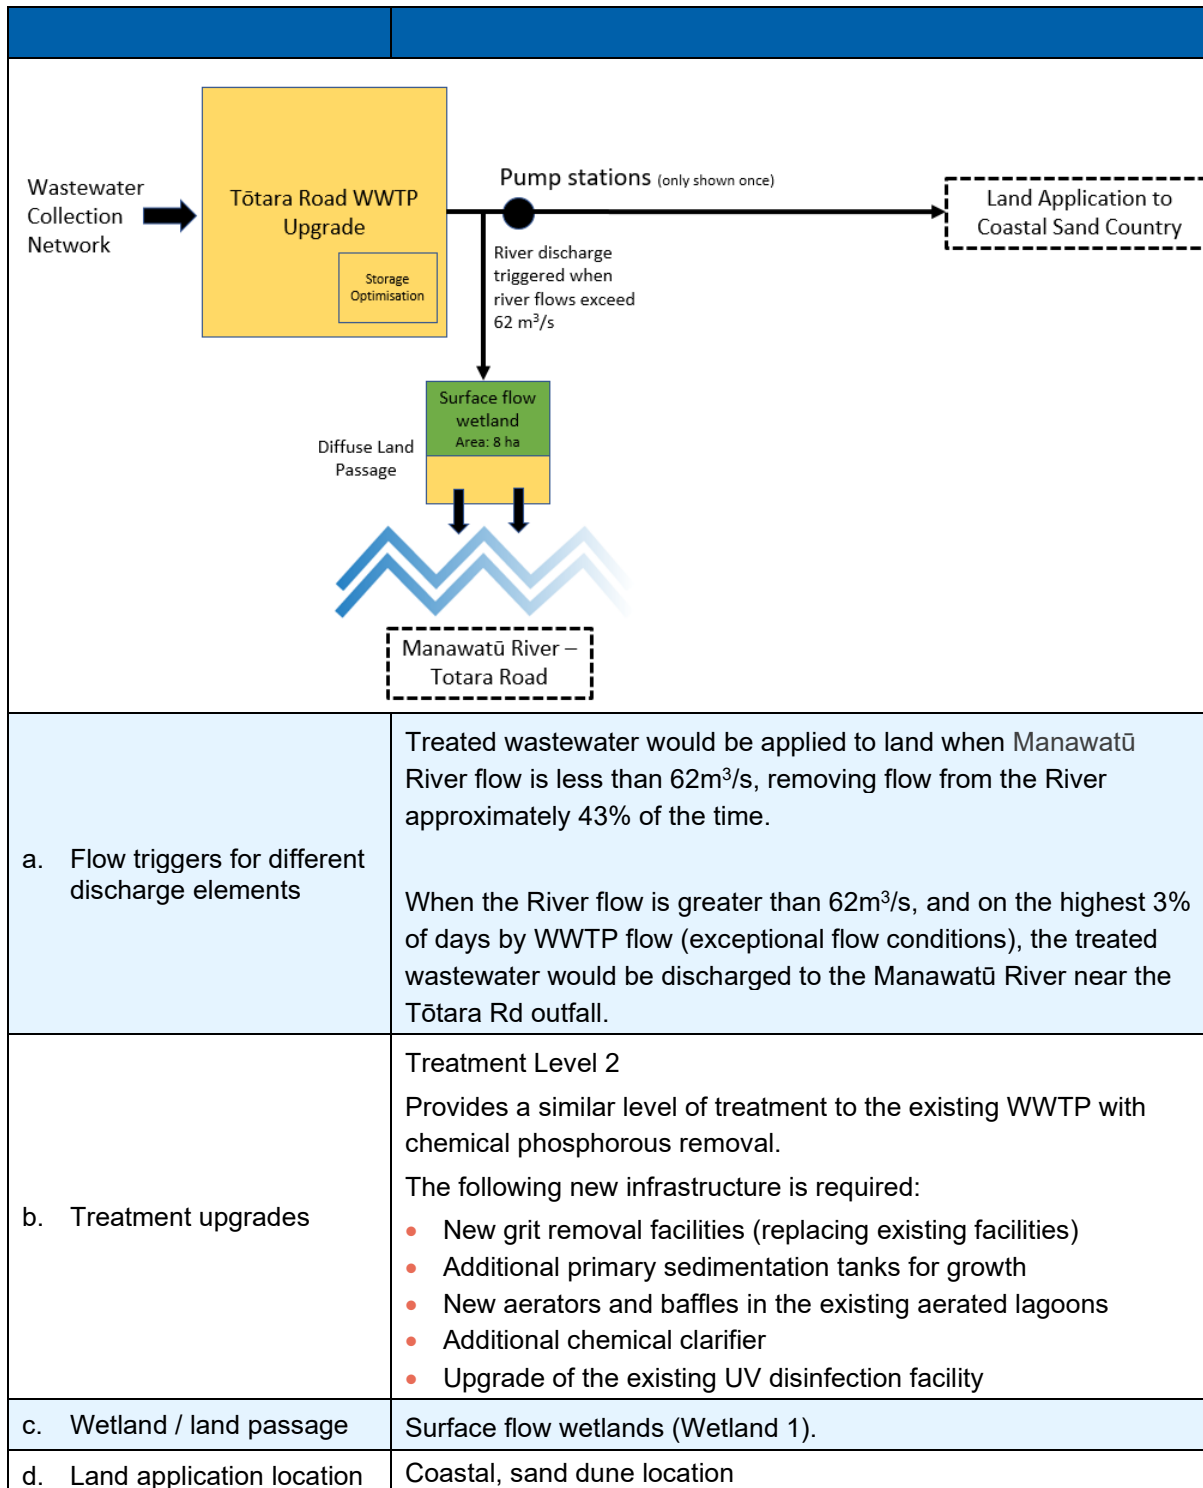 Wastewater
Collection
Network
Tōtara Road WWTP
Upgrade
Storage
Optimisation
Pump stations (only shown once)
River discharge
triggered when
river flows exceed
62 m³/s
Land Application to
Coastal Sand Country
Surface flow
wetland
Area: 8 ha
Diffuse Land
Passage
Manawatū River –
Totara Road
a. Flow triggers for different
discharge elements
Treated wastewater would be applied to land when Manawatū
River flow is less than 62m³/s, removing flow from the River
approximately 43% of the time.
When the River flow is greater than 62m³/s, and on the highest 3%
of days by WWTP flow (exceptional flow conditions), the treated
wastewater would be discharged to the Manawatū River near the
Tōtara Rd outfall.
b. Treatment upgrades
Treatment Level 2
Provides a similar level of treatment to the existing WWTP with
chemical phosphorous removal.
The following new infrastructure is required:
• New grit removal facilities (replacing existing facilities)
• Additional primary sedimentation tanks for growth
• New aerators and baffles in the existing aerated lagoons
• Additional chemical clarifier
• Upgrade of the existing UV disinfection facility
c. Wetland / land passage
Surface flow wetlands (Wetland 1).
d. Land application location
Coastal, sand dune location